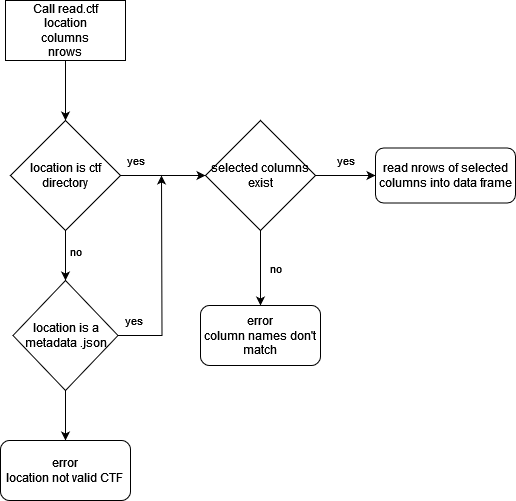 Call read.ctf
location
columns
nrows
location is ctf
directory
yes
selected columns
exist
yes
read nrows of selected
columns into data frame
no
no
location is a
metadata .json
yes
error
column names don't
match
error
location not valid CTF